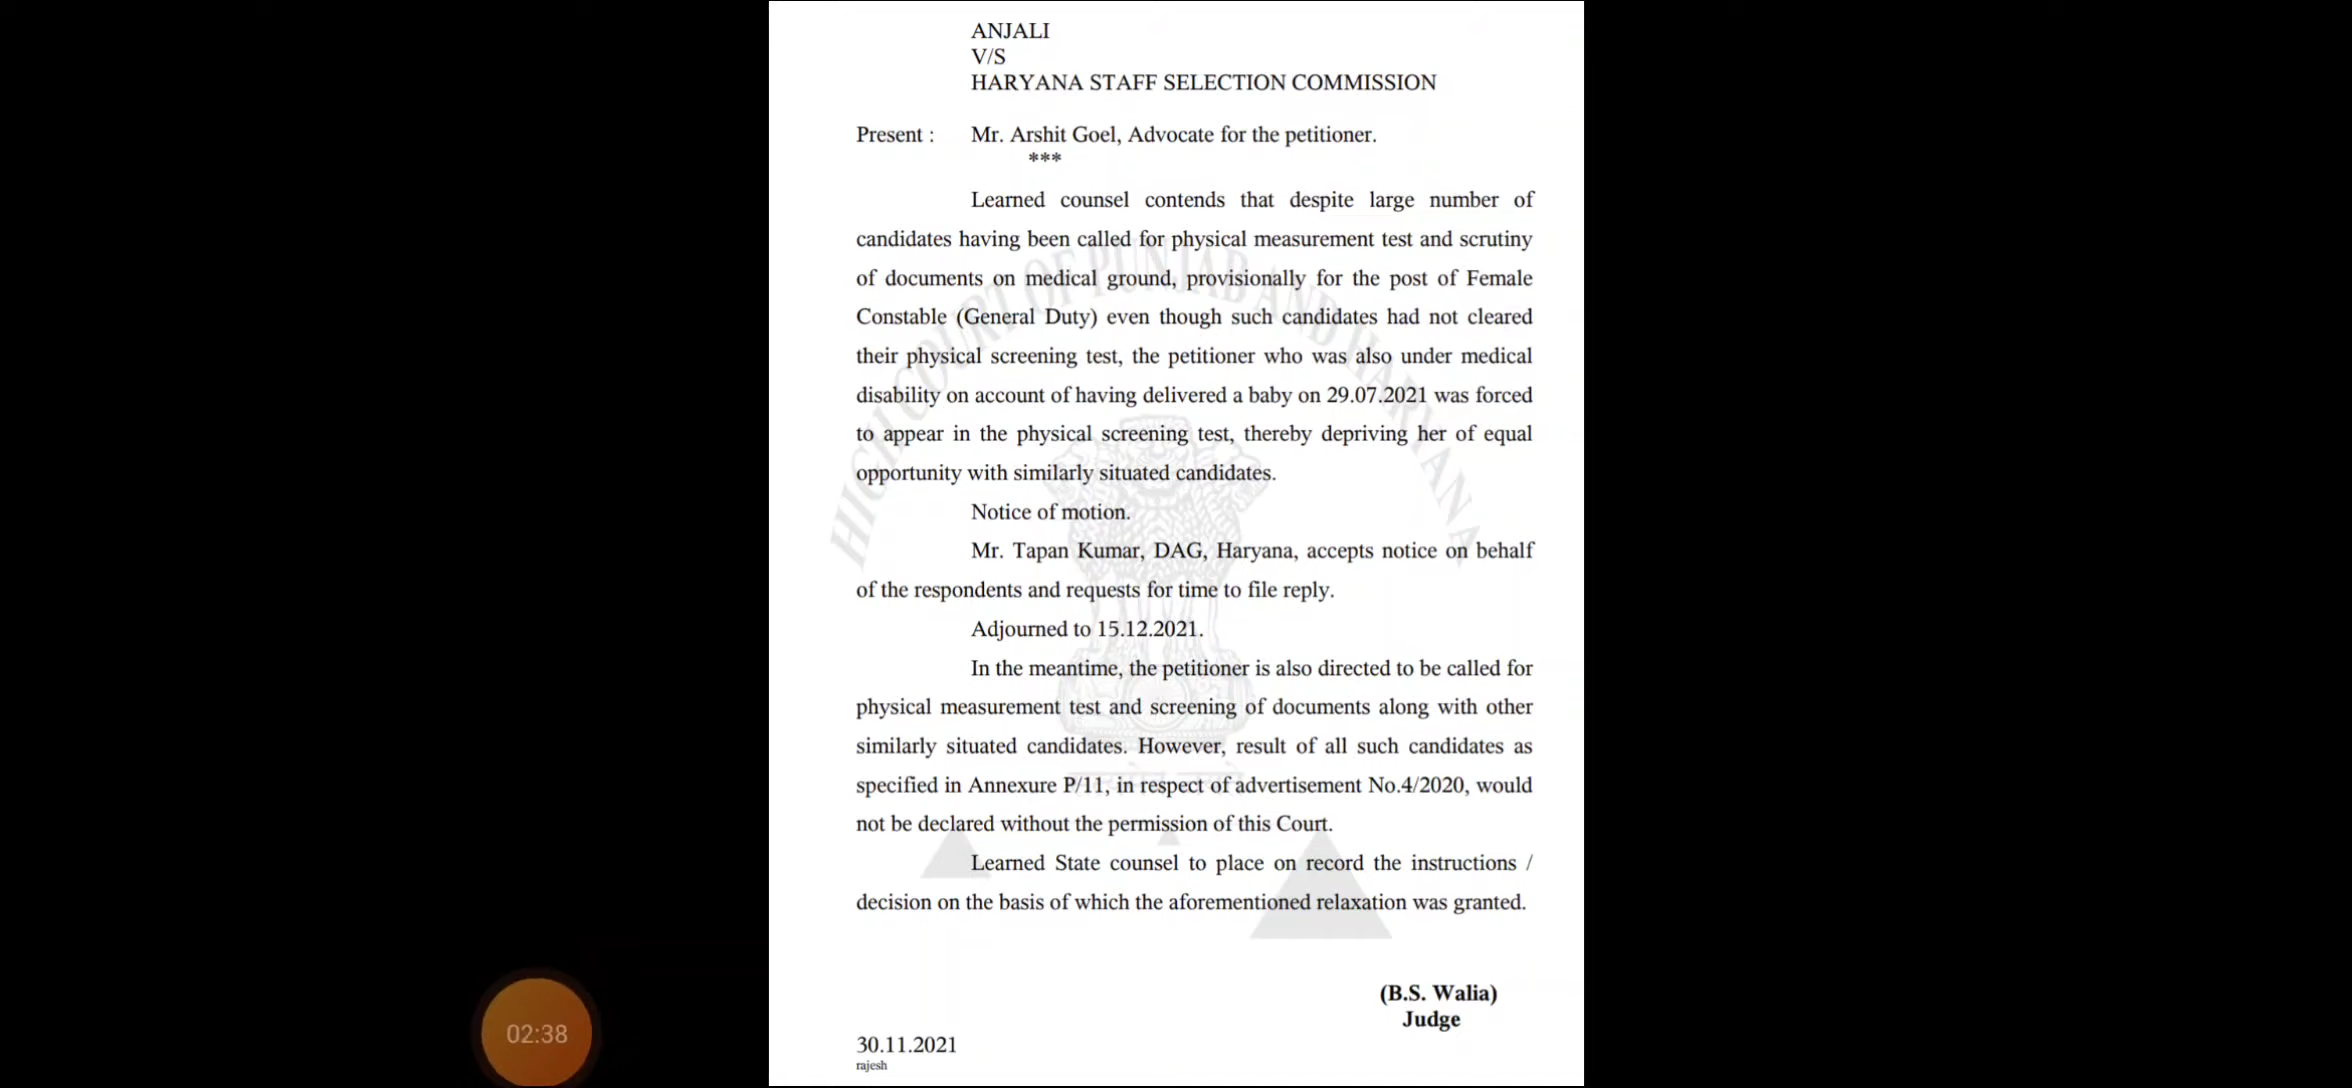 ANJALI
V/S
HARYANA STAFF SELECTION COMMISSION
Present : Mr. Arshit Goel, Advocate for the petitioner.
***
Learned counsel contends that despite large number of
candidates having been called for physical measurement test and scrutiny
of documents on medical ground, provisionally for the post of Female
Constable (General Duty) even though such candidates had not cleared
their physical screening test, the petitioner who was also under medical
disability on account of having delivered a baby on 29.07.2021 was forced
to appear in the physical screening test, thereby depriving her of equal
opportunity with similarly situated candidates.
Notice of motion.
Mr. Tapan Kumar, DAG, Haryana, accepts notice on behalf
of the respondents and requests for time to file reply.
Adjourned to 15.12.2021.
In the meantime, the petitioner is also directed to be called for
physical measurement test and screening of documents along with other
similarly situated candidates. However, result of all such candidates as
specified in Annexure P/11, in respect of advertisement No.4/2020, would
not be declared without the permission of this Court.
Learned State counsel to place on record the instructions /
decision on the basis of which the aforementioned relaxation was granted.
(B.S. Walia)
Judge
30.11.2021
rajesh
HIGH COURT OF PUNJAB AND HARYANA
02:38